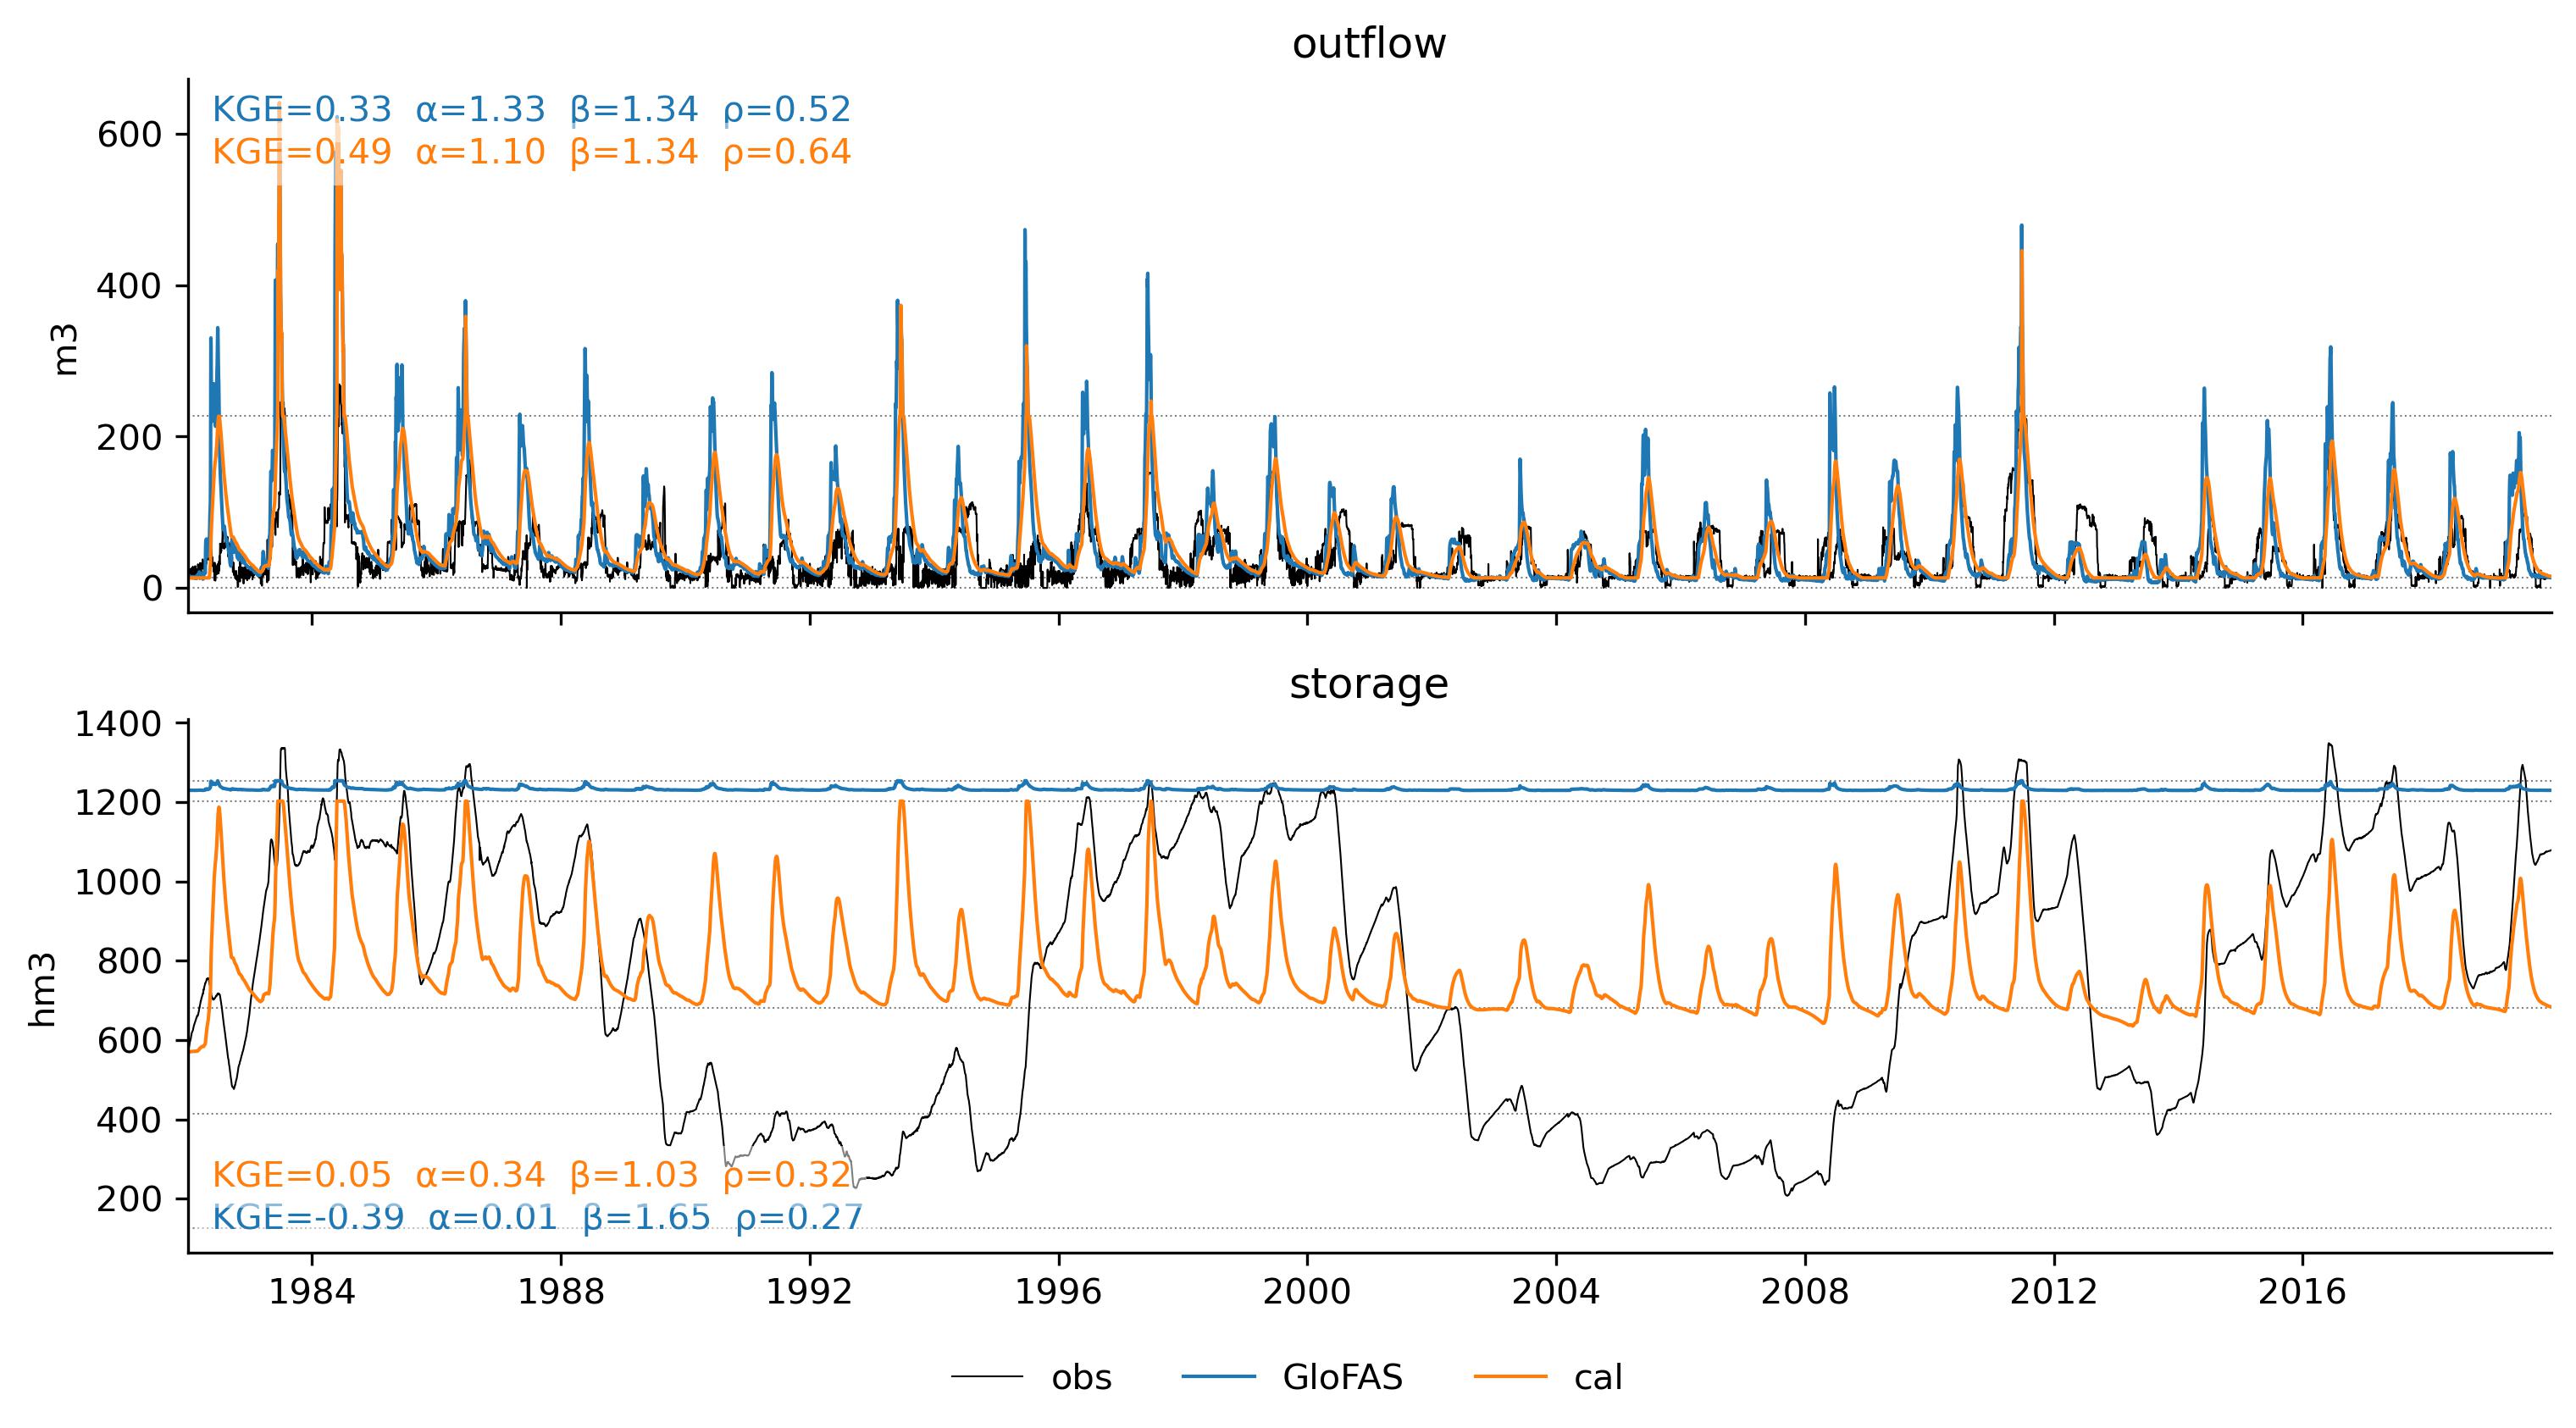 outflow
KGE=0.33 α=1.33 β=1.34 ρ=0.52
KGE=0.49 α=1.10 β=1.34 ρ=0.64
600
400
200
0
m3
storage
1400
1200
1000
800
600
400
200
hm3
KGE=0.05 α=0.34 β=1.03 ρ=0.32
KGE=-0.39 α=0.01 β=1.65 ρ=0.27
1984 1988 1992 1996 2000 2004 2008 2012 2016
obs GloFAS cal